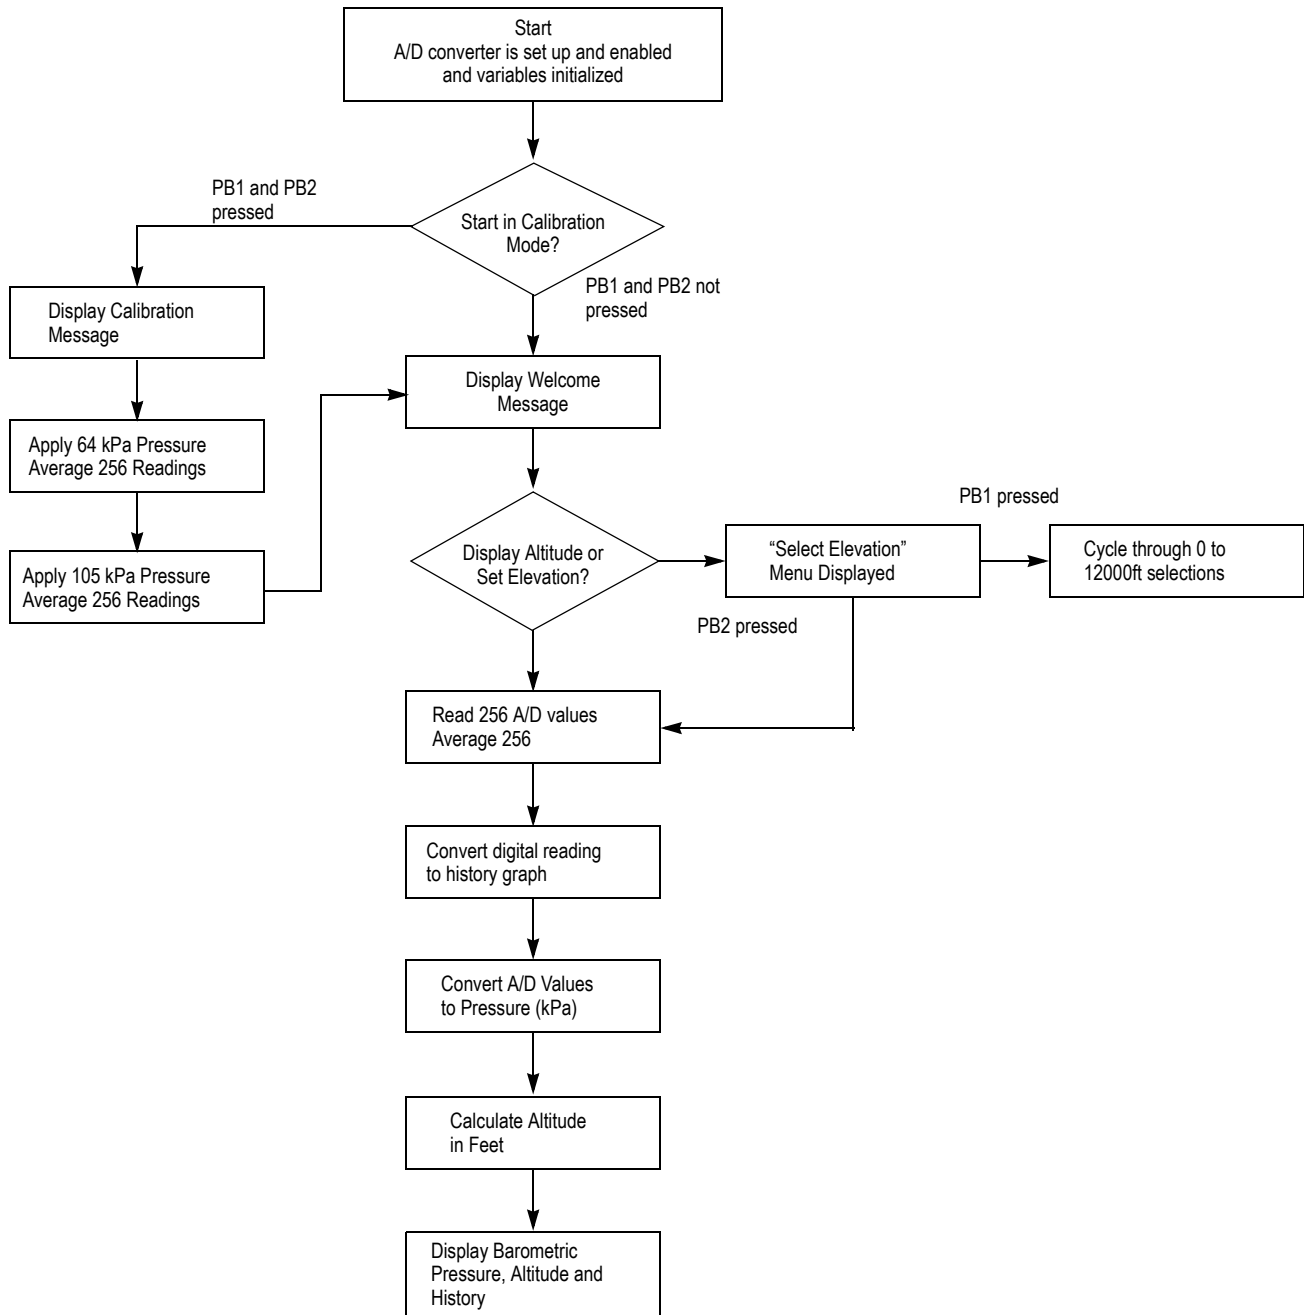 Start
A/D converter is set up and enabled
and variables initialized
PB1 and PB2
pressed
Start in Calibration
Mode?
PB1 and PB2 not
pressed
Display Calibration
Message
Display Welcome
Message
Apply 64 kPa Pressure
Average 256 Readings
Apply 105 kPa Pressure
Average 256 Readings
Display Altitude or
Set Elevation?
“Select Elevation”
Menu Displayed
PB1 pressed
Cycle through 0 to
12000ft selections
PB2 pressed
Read 256 A/D values
Average 256
Convert digital reading
to history graph
Convert A/D Values
to Pressure (kPa)
Calculate Altitude
in Feet
Display Barometric
Pressure, Altitude and
History